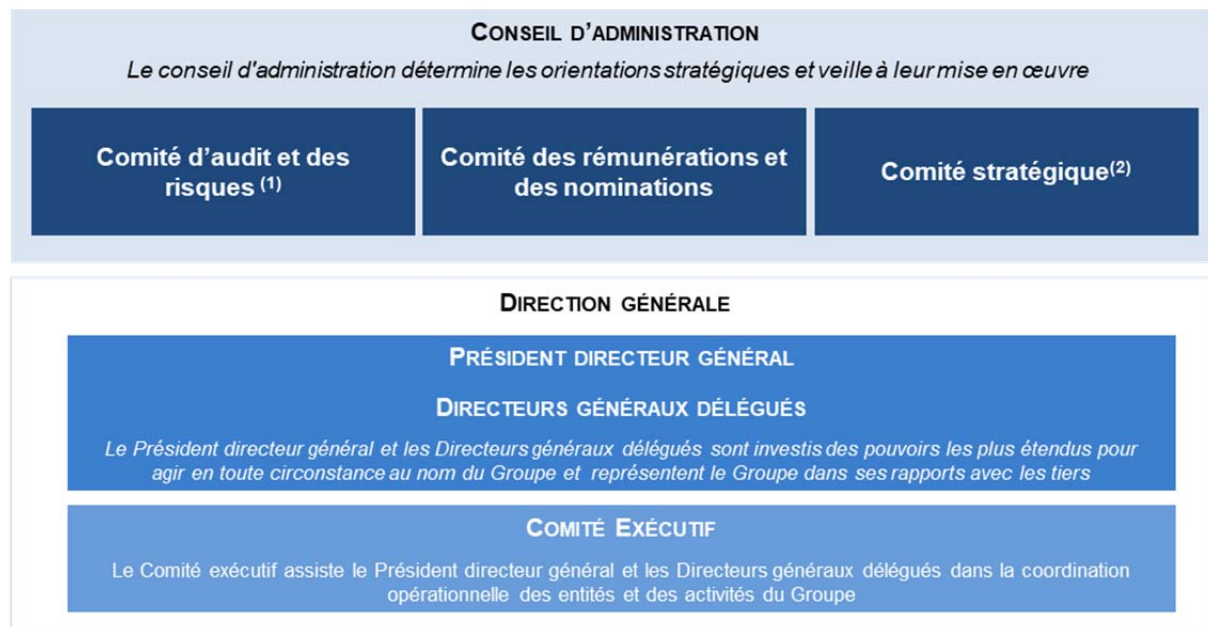 CONSEIL D'ADMINISTRATION
Le conseil d'administration détermine les orientations stratégiques et veille à leur mise en œuvre
Comité d'audit et des
risques (1)
Comité des rémunérations et
des nominations
Comité stratégique(2)
DIRECTION GÉNÉRALE
PRÉSIDENT DIRECTEUR GÉNÉRAL
DIRECTEURS GÉNÉRAUX DÉLÉGUÉS
Le Président directeur général et les Directeurs généraux délégués sont investis des pouvoirs les plus étendus pour
agir en toute circonstance au nom du Groupe et représentent le Groupe dans ses rapports avec les tiers
COMITÉ EXÉCUTIF
Le Comité exécutif assiste le Président directeur général et les Directeurs généraux délégués dans la coordination
opérationnelle des entités et des activités du Groupe